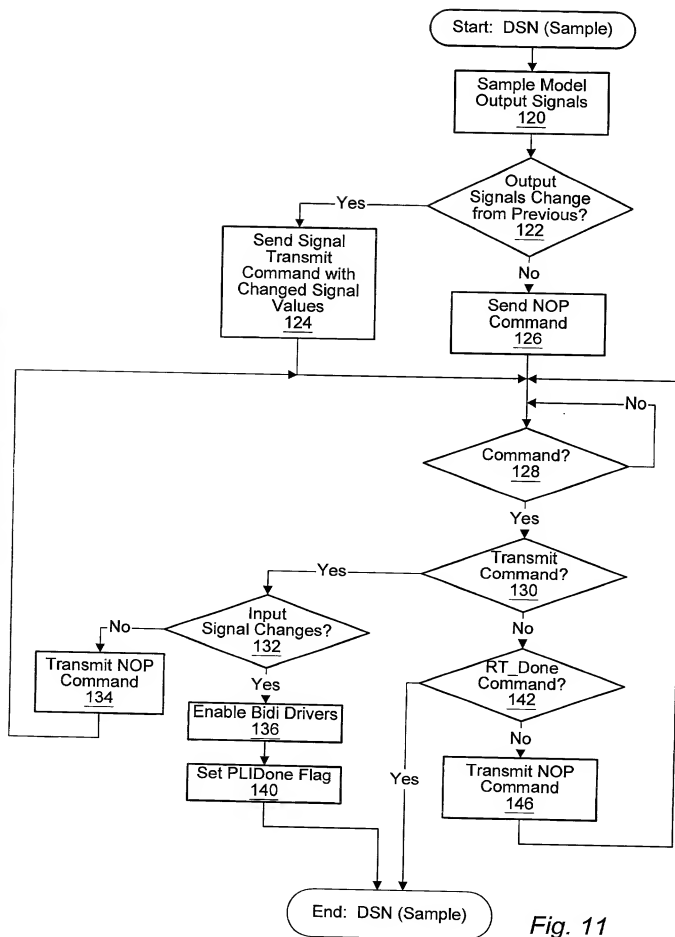 Start: DSN (Sample)
Sample Model
Output Signals
120
Output
Signals Change
from Previous?
122
Yes
No
Send Signal
Transmit
Command with
Changed Signal
Values
124
Send NOP
Command
126
No
Command?
128
Yes
Transmit
Command?
130
Yes
No
Input
Signal Changes?
132
No
Yes
Transmit NOP
Command
134
Enable Bidi Drivers
136
Set PLIDone Flag
140
RT_Done
Command?
142
No
Yes
Transmit NOP
Command
146
End: DSN (Sample)
Fig. 11